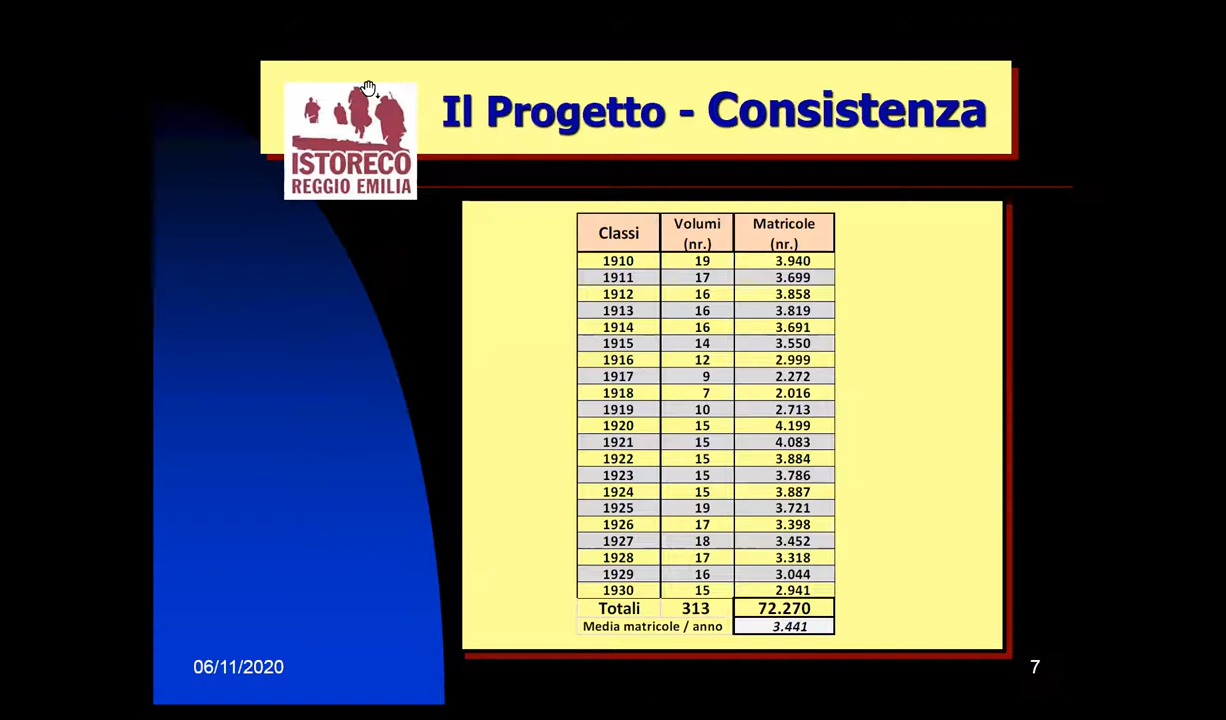 Il Progetto - Consistenza
ISTORECO
REGGIO EMILIA
Classi Volumi (nr.) Matricole (nr.)
1910 19 3.940
1911 17 3.699
1912 16 3.858
1913 16 3.819
1914 16 3.691
1915 14 3.550
1916 12 2.999
1917 9 2.272
1918 7 2.016
1919 10 2.713
1920 15 4.199
1921 15 4.083
1922 15 3.884
1923 15 3.786
1924 15 3.887
1925 19 3.721
1926 17 3.398
1927 18 3.452
1928 17 3.318
1929 16 3.044
1930 15 2.941
Totali 313 72.270
Media matricole / anno 3.441
06/11/2020
7